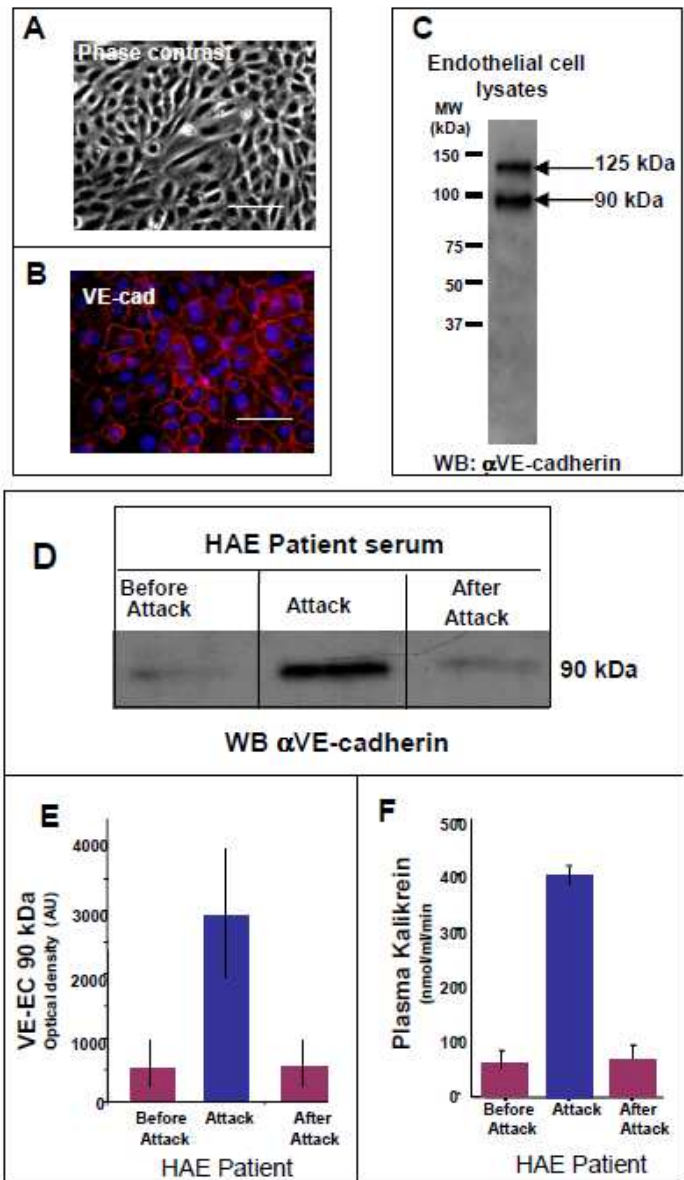 A
Phase contrast
B
VE-cad
C
Endothelial cell
lysates
MW
(kDa)
150
100
75
50
37
125 kDa
90 kDa
WB: αVE-cadherin
D
HAE Patient serum
Before
Attack
Attack
After
Attack
90 kDa
WB αVE-cadherin
E
VE-EC 90 kDa
Optical density (AU)
4000
3000
2000
1000
0
Before
Attack
Attack
After
Attack
HAE Patient
F
Plasma Kalikrein
(nmol/ml/min)
500
400
300
200
100
0
Before
Attack
Attack
After
Attack
HAE Patient